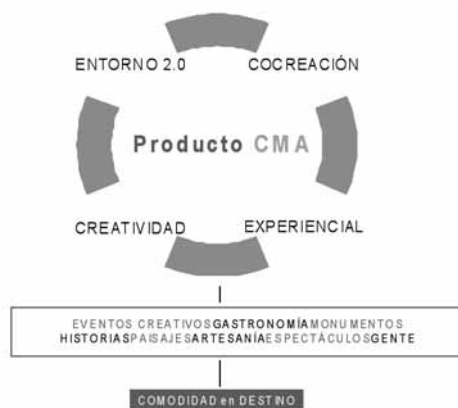 ENTORNO 2.0 COCREACIÓN
Producto CMA
CREATIVIDAD EXPERIENCIAL
EVENTOS CREATIVOSGASTRONOMÍAMONUMENTOS
HISTORIASPAISAJESARTESANÍAESPECTÁCULOSGENTE
COMODIDAD en DESTINO